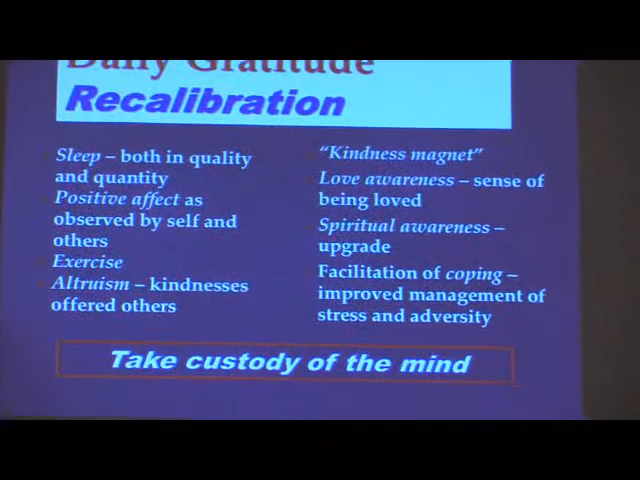 Daily Gratitude
Recalibration
Sleep – both in quality
and quantity
Positive affect as
observed by self and
others
Exercise
Altruism – kindnesses
offered others
“Kindness magnet”
Love awareness – sense of
being loved
Spiritual awareness –
upgrade
Facilitation of coping –
improved management of
stress and adversity
Take custody of the mind